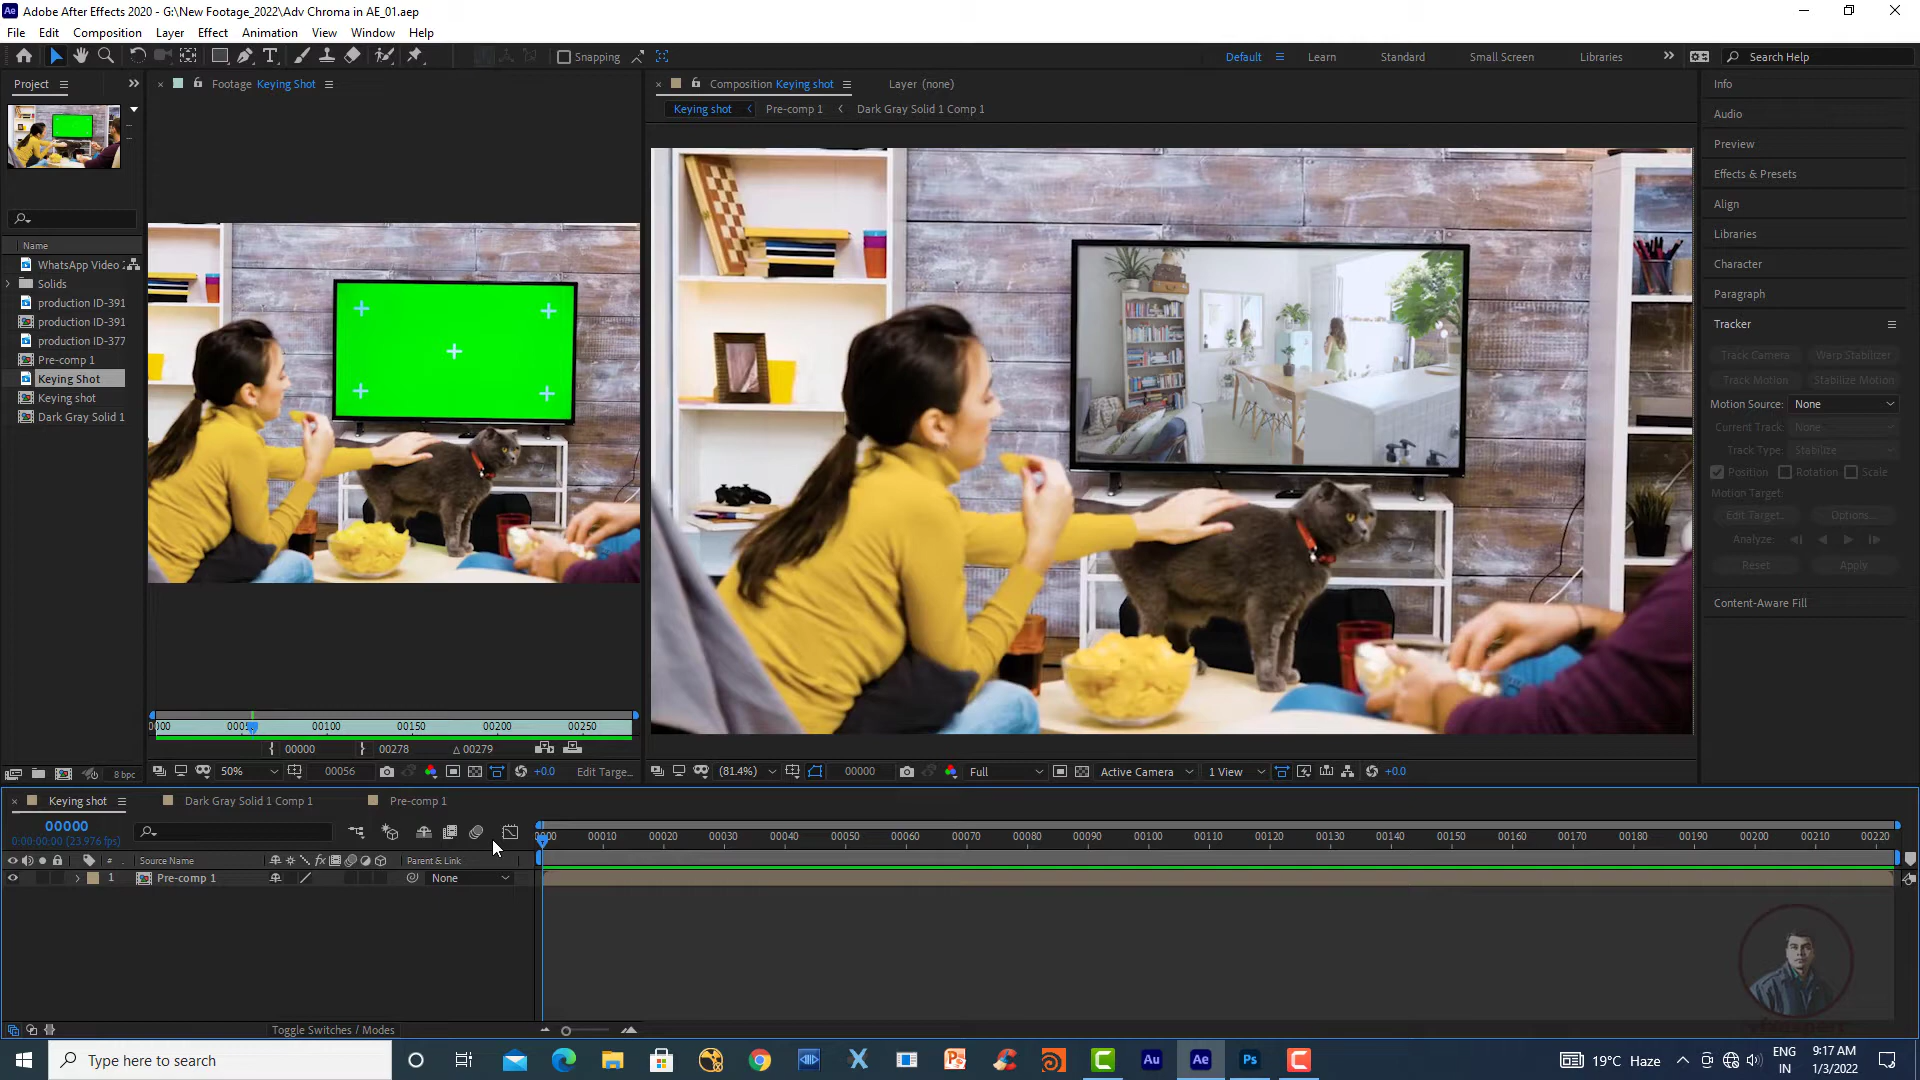 Adobe After Effects 2020 - G:\New Footage_2022\Adv Chroma in AE_01.aep
File Edit Composition Layer Effect Animation View Window Help
Snapping
Default Learn Standard Small Screen Libraries Search Help
Project
Footage Keying Shot
Composition Keying shot
Layer (none)
Keying shot Pre-comp 1 Dark Gray Solid 1 Comp 1
Name
WhatsApp Video
Solids
production ID-391
production ID-391
production ID-377
Pre-comp 1
Keying Shot
Keying shot
Dark Gray Solid 1
8 bpc
00100 00150 00200 00250
00000 00278 00279
50% 00056 +0.0 Edit Targe...
(81.4%) 00000 Full Active Camera 1 View +0.0
Info
Audio
Preview
Effects & Presets
Align
Libraries
Character
Paragraph
Tracker
Track Camera Warp Stabilizer
Track Motion Stabilize Motion
Motion Source: None
Current Track: None
Track Type: Stabilize
Position Rotation Scale
Motion Target:
Edit Target... Options...
Analyze:
Reset Apply
Content-Aware Fill
Keying shot Dark Gray Solid 1 Comp 1 Pre-comp 1
00000
0:00:00:00 (23.976 fps)
# Source Name fx Parent & Link
1 Pre-comp 1 None
00010 00020 00030 00040 00050 00060 00070 00080 00090 00100 00110 00120 00130 00140 00150 00160 00170 00180 00190 00200 00210 00220
Toggle Switches / Modes
Type here to search
Au Ae Ps
19°C Haze
ENG
IN
9:17 AM
1/3/2022